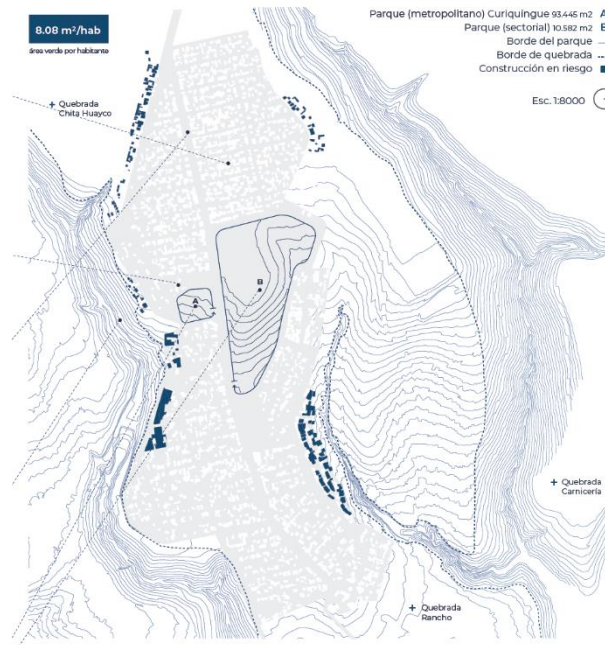 8.08 m²/hab
área verde por habitante
Parque (metropolitano) Curiquingue 93.445 m2 A
Parque (sectorial) 10.582 m2 B
Borde del parque
Borde de quebrada
Construcción en riesgo
Esc. 1:8000
+ Quebrada
Chita Huayco
A
B
+ Quebrada
Carnicería
+ Quebrada
Rancho